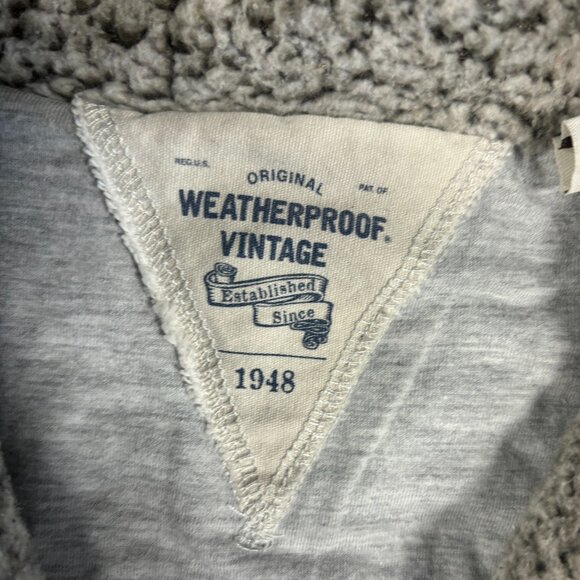 REG.U.S.
PAT. OF.
ORIGINAL
WEATHERPROOF®
VINTAGE
Established
Since
1948